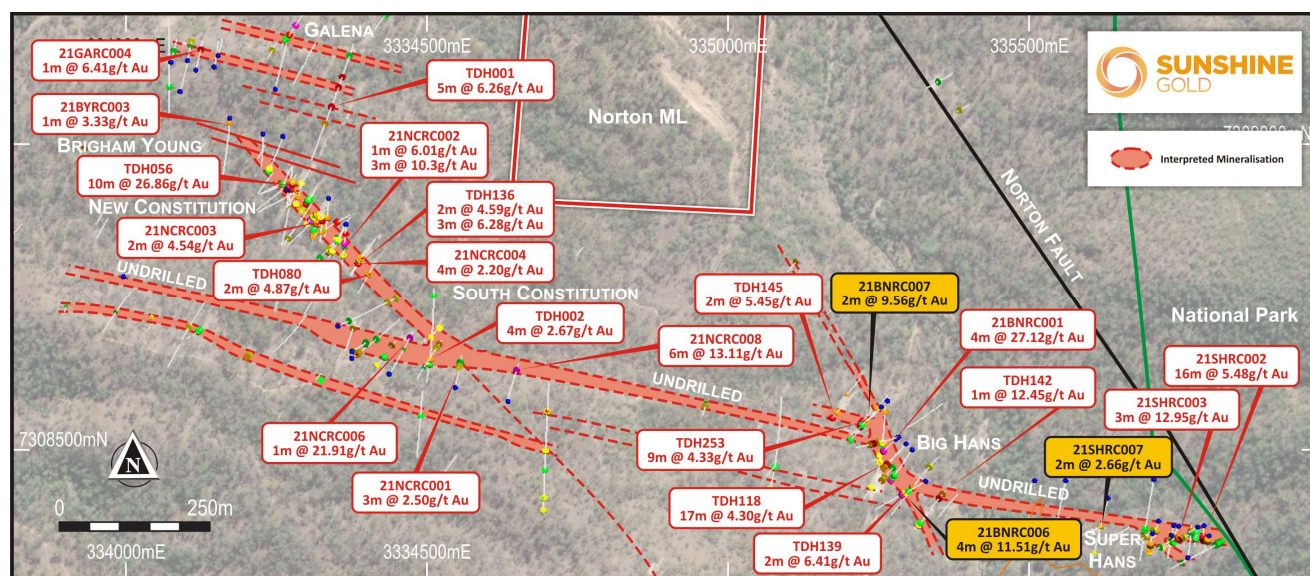 GALENA
3334500mE
335000mE
335500mE
21GARC004
1m @ 6.41g/t Au
TDH001
5m @ 6.26g/t Au
SUNSHINE
GOLD
21BYRC003
1m @ 3.33g/t Au
Norton ML
BRIGHAM YOUNG
21NCRC002
1m @ 6.01g/t Au
3m @ 10.3g/t Au
Interpreted Mineralisation
TDH056
10m @ 26.86g/t Au
NEW CONSTITUTION
TDH136
2m @ 4.59g/t Au
3m @ 6.28g/t Au
NORTON FAULT
21NCRC003
2m @ 4.54g/t Au
21NCRC004
4m @ 2.20g/t Au
UNDRILLED
TDH080
2m @ 4.87g/t Au
SOUTH CONSTITUTION
TDH145
2m @ 5.45g/t Au
21BNRC007
2m @ 9.56g/t Au
National Park
TDH002
4m @ 2.67g/t Au
21BNRC001
4m @ 27.12g/t Au
21NCRC008
6m @ 13.11g/t Au
21SHRC002
16m @ 5.48g/t Au
UNDRILLED
TDH142
1m @ 12.45g/t Au
21SHRC003
3m @ 12.95g/t Au
7308500mN
N
21NCRC006
1m @ 21.91g/t Au
TDH253
9m @ 4.33g/t Au
BIG HANS
21SHRC007
2m @ 2.66g/t Au
21NCRC001
3m @ 2.50g/t Au
UNDRILLED
0 250m
TDH118
17m @ 4.30g/t Au
21BNRC006
4m @ 11.51g/t Au
SUPER
HANS
TDH139
2m @ 6.41g/t Au
334000mE
3334500mE
335000mE
335500mE